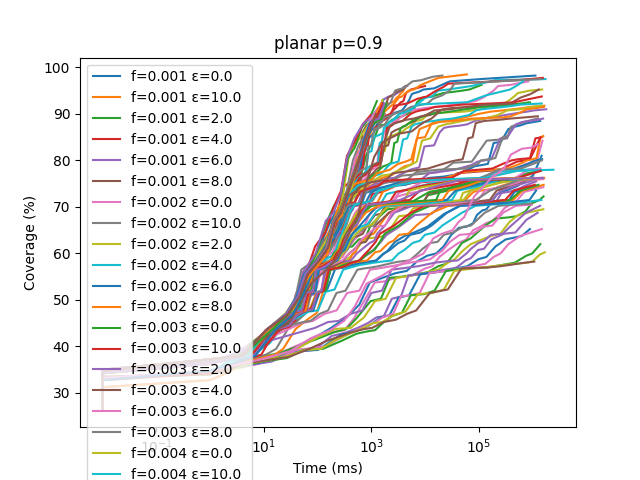 planar p=0.9
Coverage (%)
100
90
80
70
60
50
40
30
f=0.001 ε=0.0
f=0.001 ε=10.0
f=0.001 ε=2.0
f=0.001 ε=4.0
f=0.001 ε=6.0
f=0.001 ε=8.0
f=0.002 ε=0.0
f=0.002 ε=10.0
f=0.002 ε=2.0
f=0.002 ε=4.0
f=0.002 ε=6.0
f=0.002 ε=8.0
f=0.003 ε=0.0
f=0.003 ε=10.0
f=0.003 ε=2.0
f=0.003 ε=4.0
f=0.003 ε=6.0
f=0.003 ε=8.0
f=0.004 ε=0.0
f=0.004 ε=10.0
10⁻¹ 10¹ 10³ 10⁵
Time (ms)